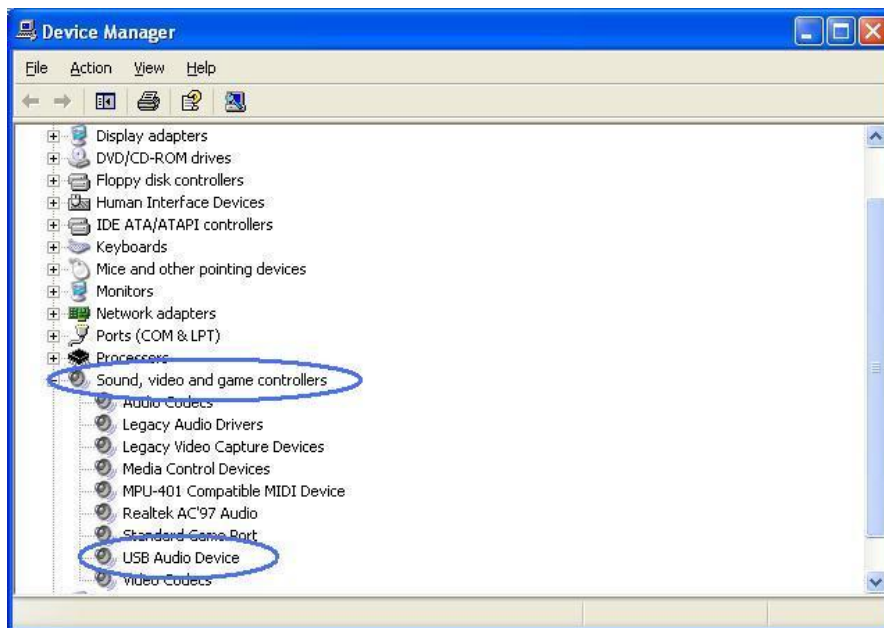 Device Manager
File Action View Help
Display adapters
DVD/CD-ROM drives
Floppy disk controllers
Human Interface Devices
IDE ATA/ATAPI controllers
Keyboards
Mice and other pointing devices
Monitors
Network adapters
Ports (COM & LPT)
Processors
Sound, video and game controllers
Audio Codecs
Legacy Audio Drivers
Legacy Video Capture Devices
Media Control Devices
MPU-401 Compatible MIDI Device
Realtek AC'97 Audio
Standard Game Port
USB Audio Device
Video Codecs